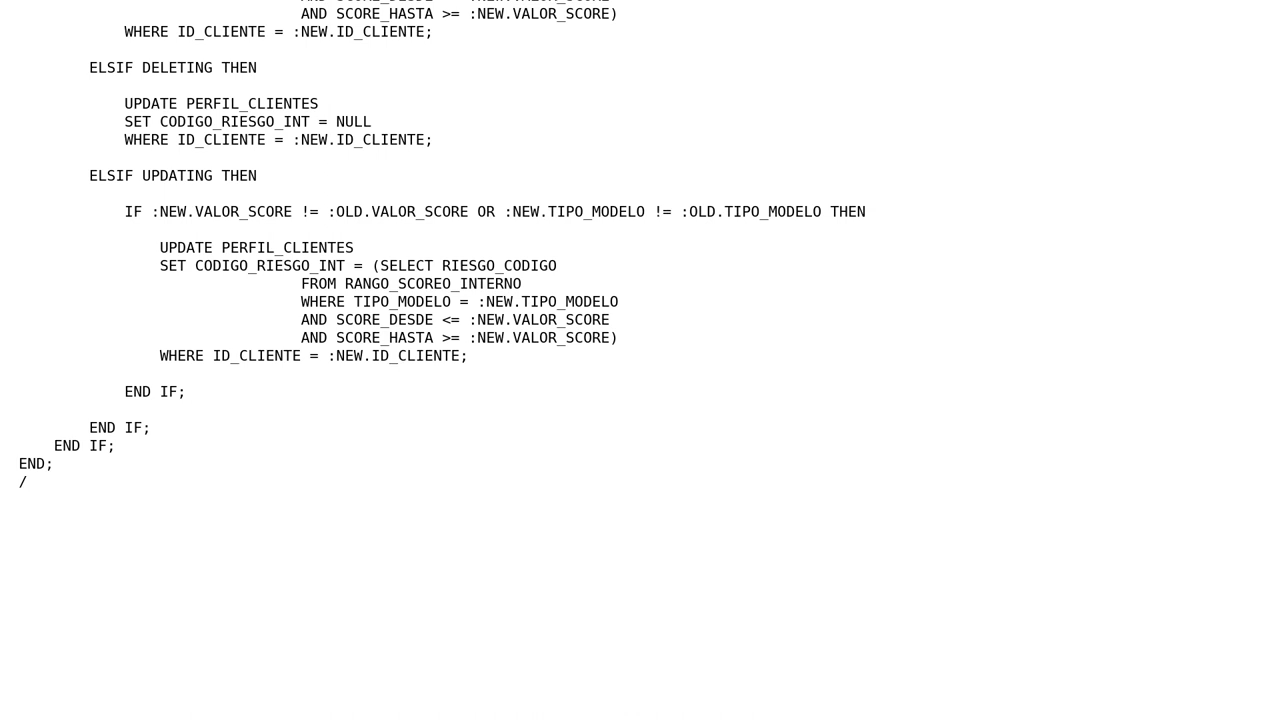 AND SCORE_HASTA >= :NEW.VALOR_SCORE)
WHERE ID_CLIENTE = :NEW.ID_CLIENTE;
ELSIF DELETING THEN
UPDATE PERFIL_CLIENTES
SET CODIGO_RIESGO_INT = NULL
WHERE ID_CLIENTE = :NEW.ID_CLIENTE;
ELSIF UPDATING THEN
IF :NEW.VALOR_SCORE != :OLD.VALOR_SCORE OR :NEW.TIPO_MODELO != :OLD.TIPO_MODELO THEN
UPDATE PERFIL_CLIENTES
SET CODIGO_RIESGO_INT = (SELECT RIESGO_CODIGO
FROM RANGO_SCOREO_INTERNO
WHERE TIPO_MODELO = :NEW.TIPO_MODELO
AND SCORE_DESDE <= :NEW.VALOR_SCORE
AND SCORE_HASTA >= :NEW.VALOR_SCORE)
WHERE ID_CLIENTE = :NEW.ID_CLIENTE;
END IF;
END IF;
END IF;
END;
/